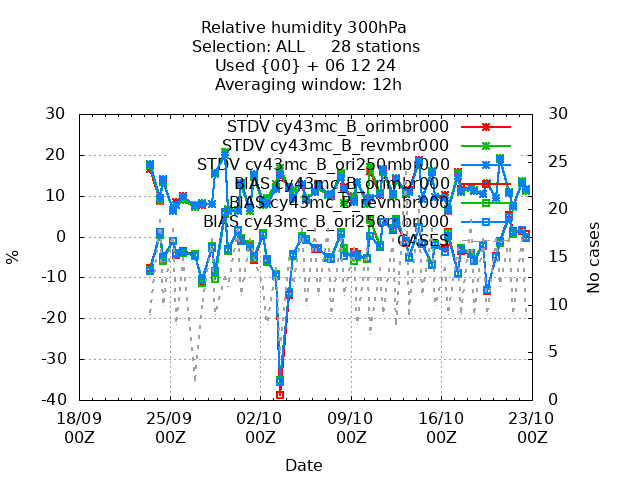 Relative humidity 300hPa
Selection: ALL 28 stations
Used {00} + 06 12 24
Averaging window: 12h
30 30
STDV cy43mc_B_orimbr000
STDV cy43mc_B_revmbr000
20 25
STDV cy43mc_B_ori250mbr000
BIAS cy43mc_B_orimbr000
10 20
BIAS cy43mc_B_revmbr000
BIAS cy43mc_B_ori250mbr000
0 CASES
% No cases
-10 15
-20 10
-30 5
-40 0
18/09 25/09 02/10 09/10 16/10 23/10
00Z 00Z 00Z 00Z 00Z 00Z
Date